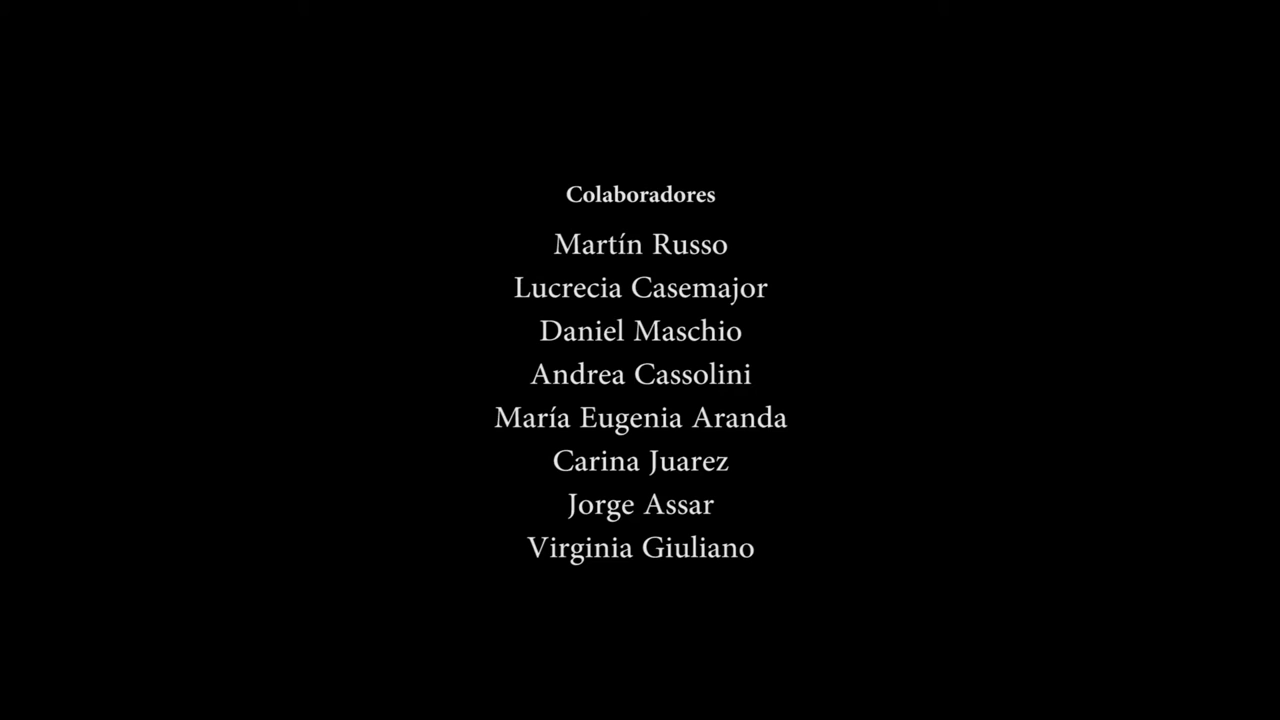 Colaboradores
Martín Russo
Lucrecia Casemajor
Daniel Maschio
Andrea Cassolini
María Eugenia Aranda
Carina Juarez
Jorge Assar
Virginia Giuliano